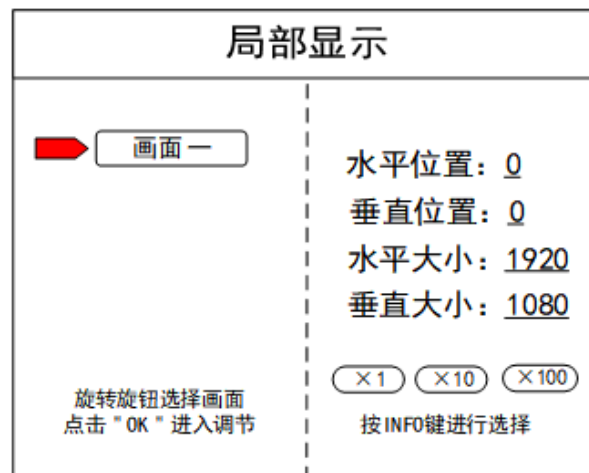 局部显示
画面一
旋转旋钮选择画面
点击"OK"进入调节
水平位置：0
垂直位置：0
水平大小：1920
垂直大小：1080
×1 ×10 ×100
按INFO键进行选择